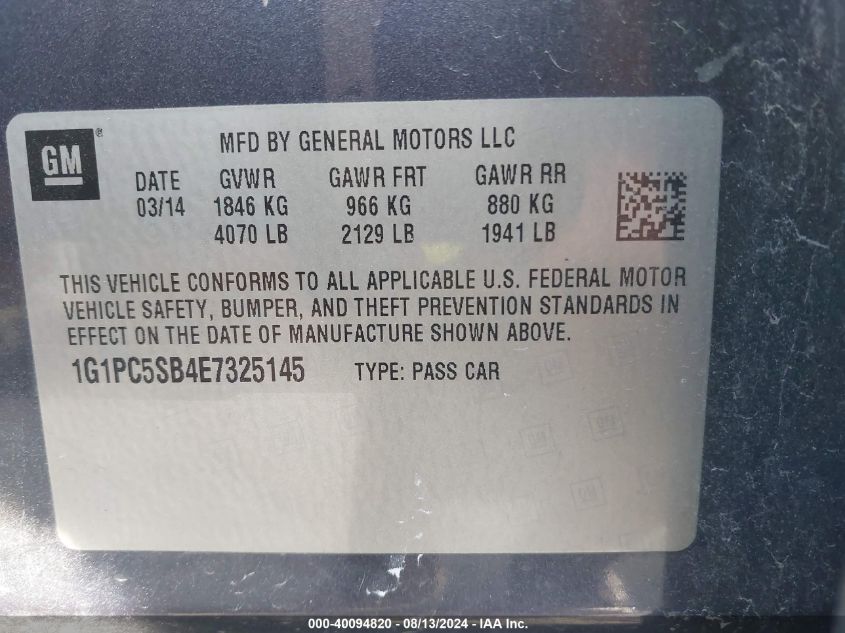 GM ®
MFD BY GENERAL MOTORS LLC
DATE GVWR GAWR FRT GAWR RR
03/14 1846 KG 966 KG 880 KG
4070 LB 2129 LB 1941 LB
THIS VEHICLE CONFORMS TO ALL APPLICABLE U.S. FEDERAL MOTOR
VEHICLE SAFETY, BUMPER, AND THEFT PREVENTION STANDARDS IN
EFFECT ON THE DATE OF MANUFACTURE SHOWN ABOVE.
1G1PC5SB4E7325145 TYPE: PASS CAR
000-40094820 - 08/13/2024 - IAA Inc.